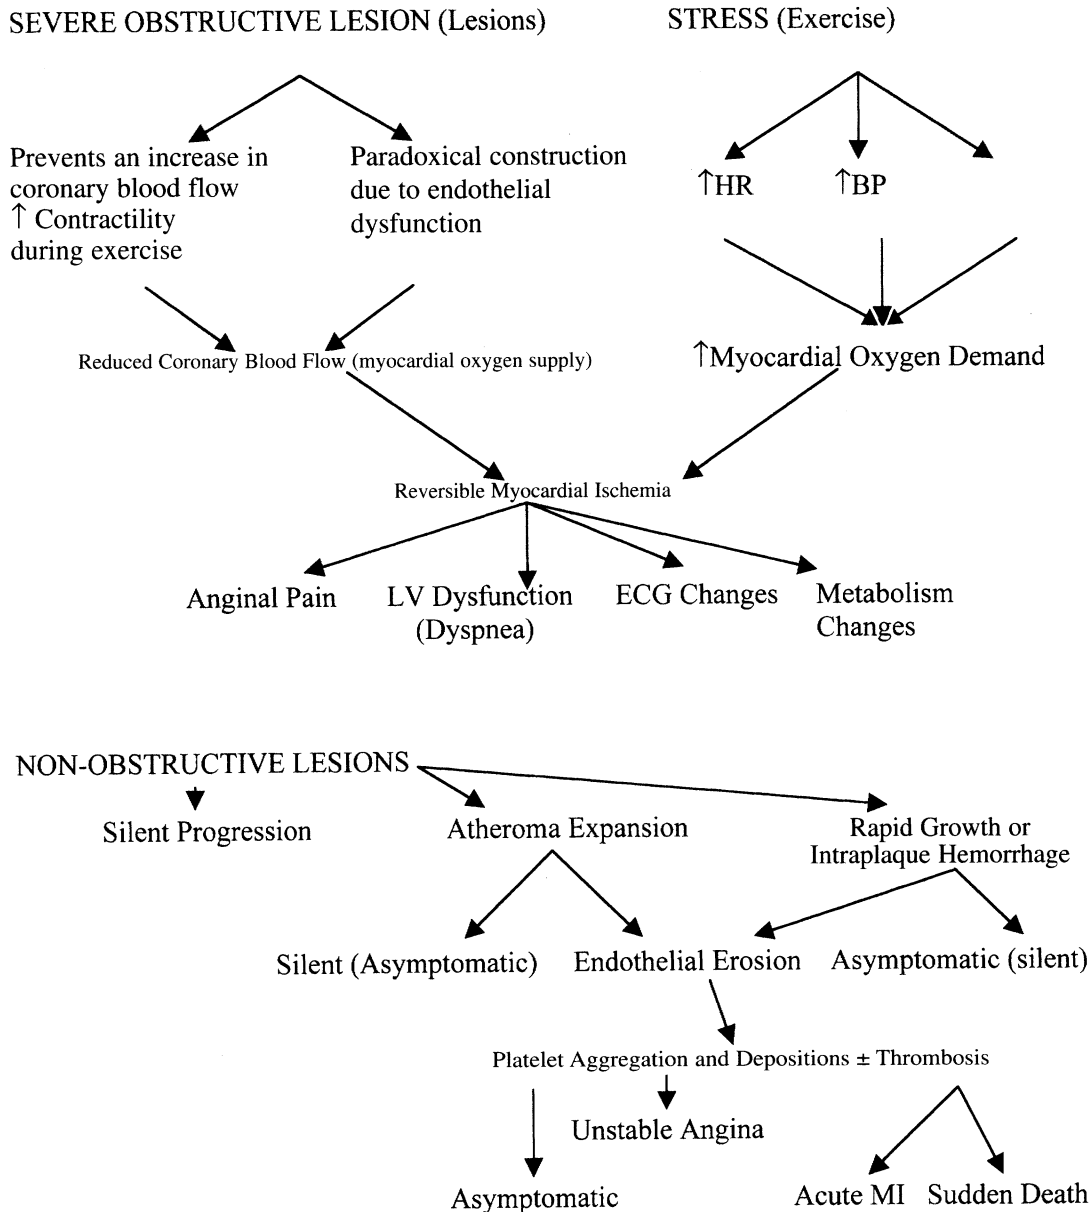 SEVERE OBSTRUCTIVE LESION (Lesions)
STRESS (Exercise)
Prevents an increase in
coronary blood flow
↑ Contractility
during exercise
Paradoxical construction
due to endothelial
dysfunction
↑HR
↑BP
Reduced Coronary Blood Flow (myocardial oxygen supply)
↑Myocardial Oxygen Demand
Reversible Myocardial Ischemia
Anginal Pain
LV Dysfunction
(Dyspnea)
ECG Changes
Metabolism
Changes
NON-OBSTRUCTIVE LESIONS
Silent Progression
Atheroma Expansion
Rapid Growth or
Intraplaque Hemorrhage
Silent (Asymptomatic)
Endothelial Erosion
Asymptomatic (silent)
Platelet Aggregation and Depositions ± Thrombosis
Unstable Angina
Asymptomatic
Acute MI
Sudden Death